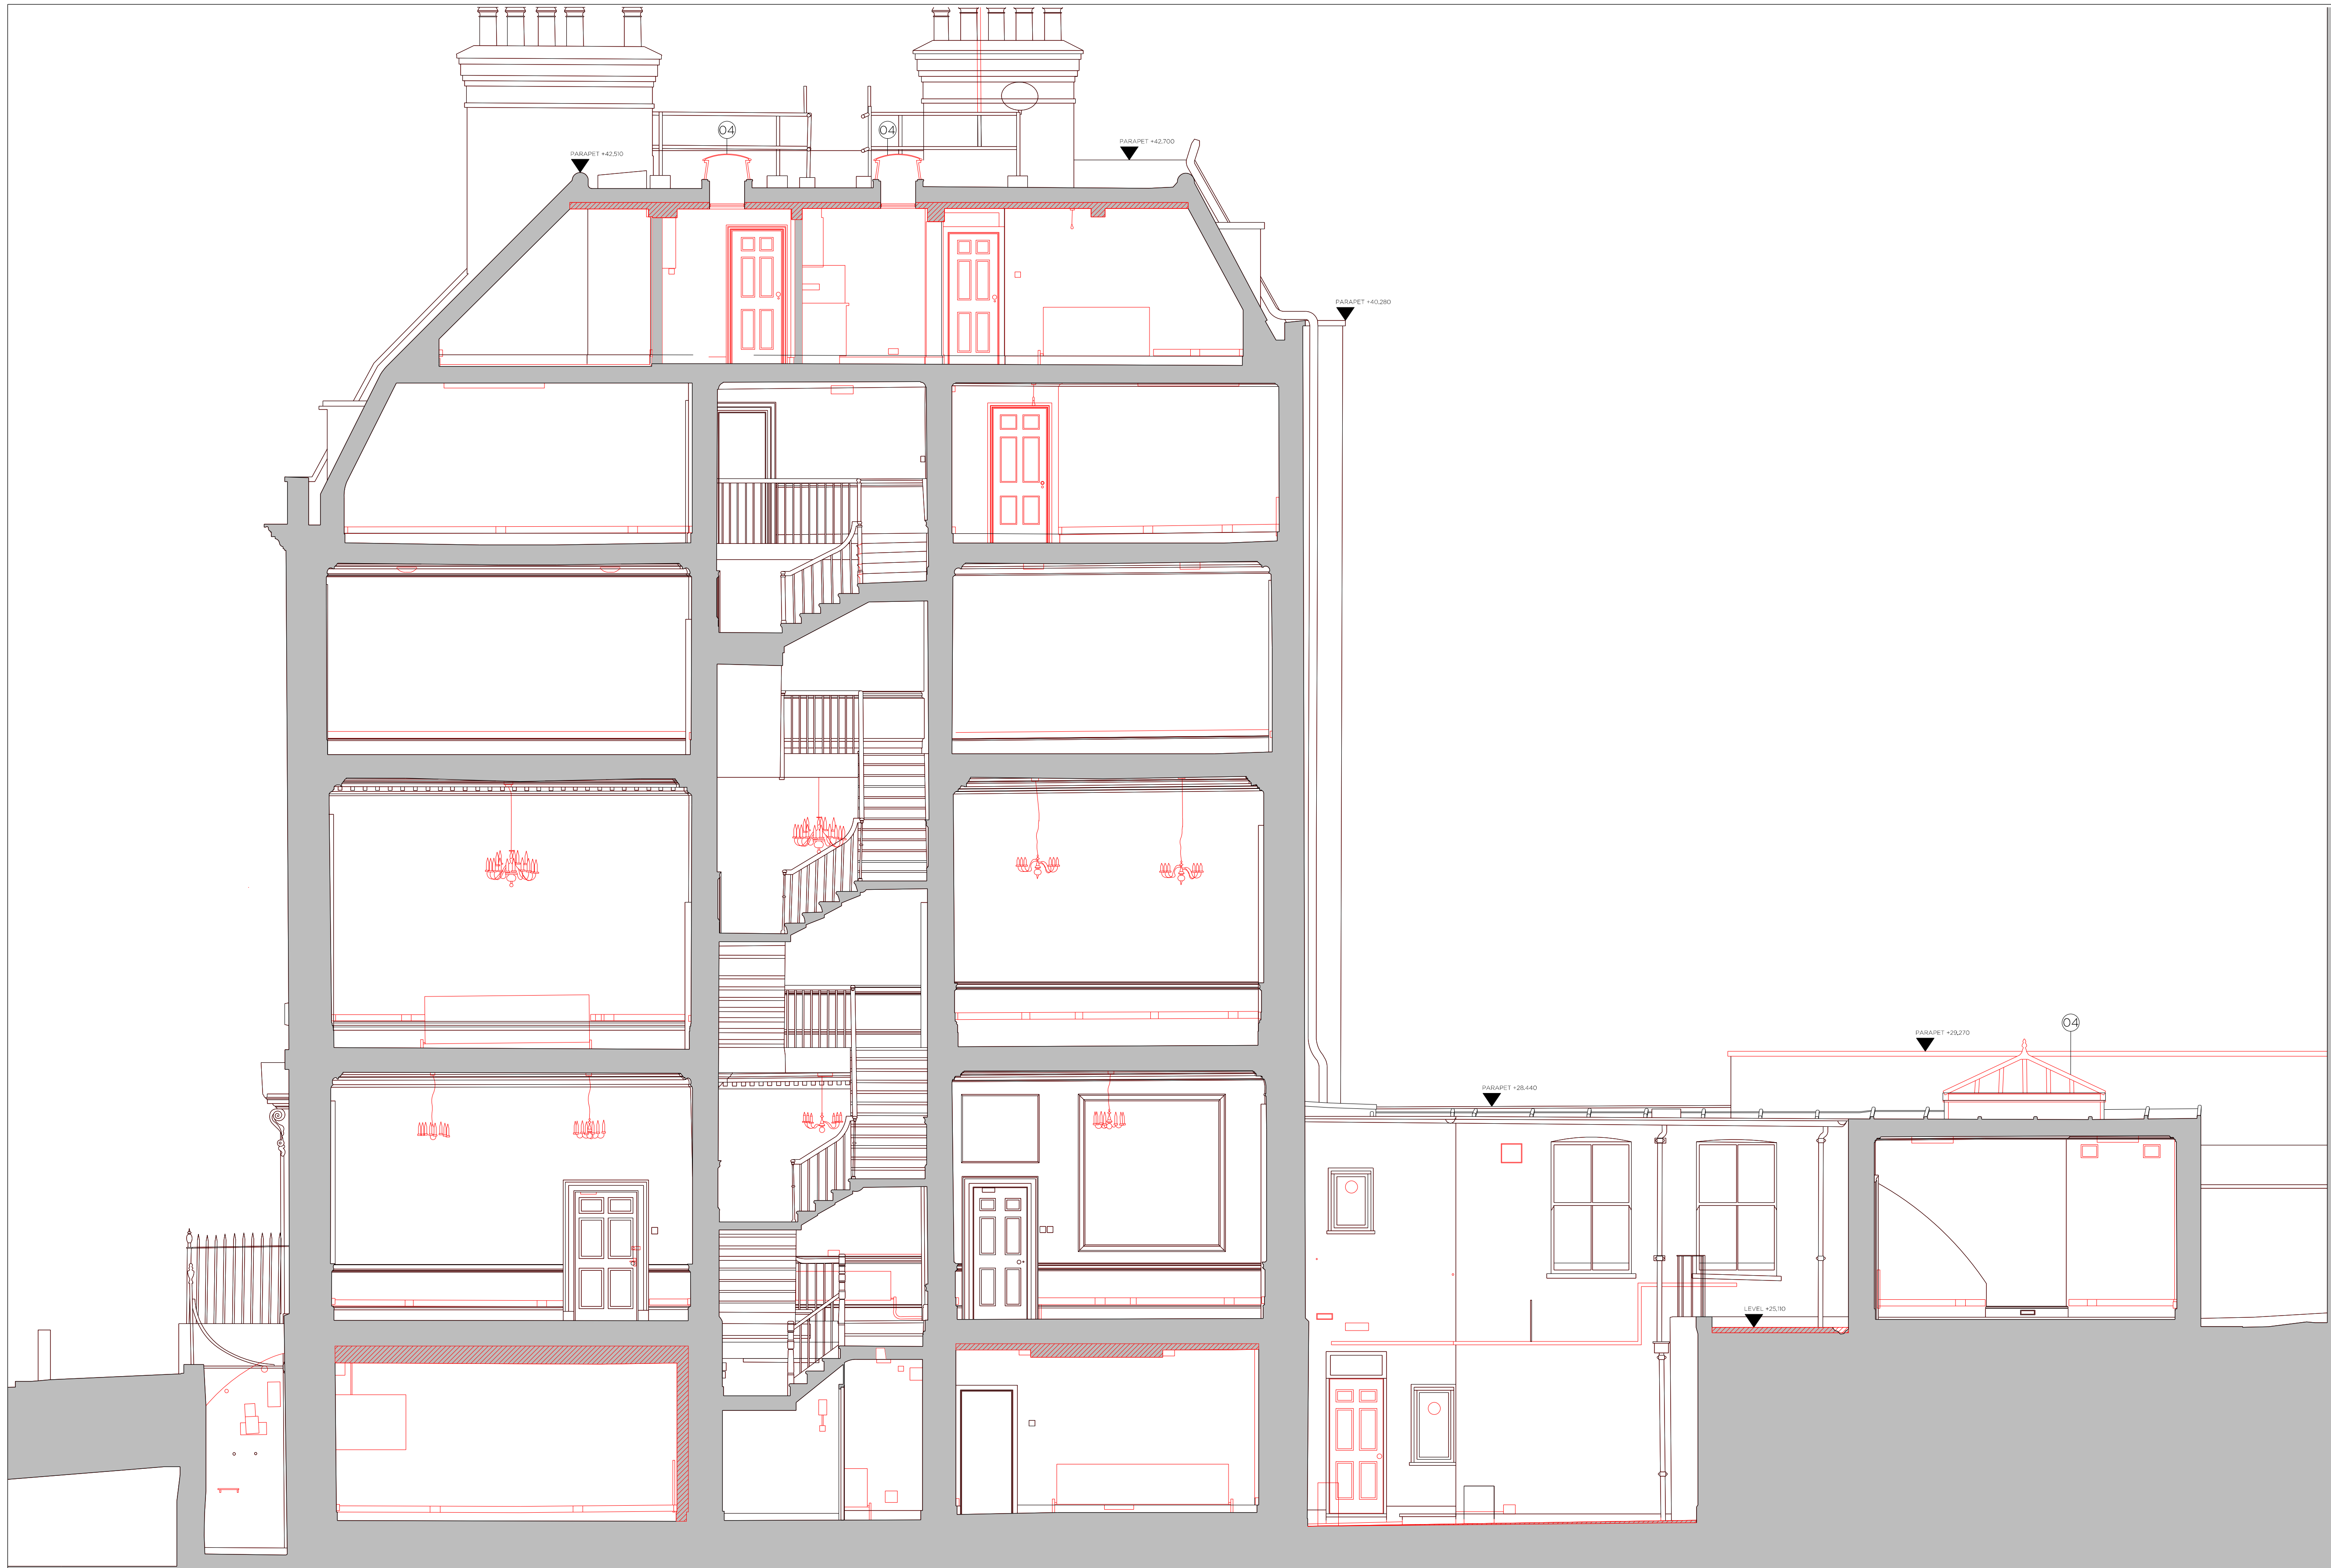 04
04
PARAPET +42,510
PARAPET +42,700
PARAPET +40,280
04
PARAPET +29,270
PARAPET +28,440
LEVEL +25,110